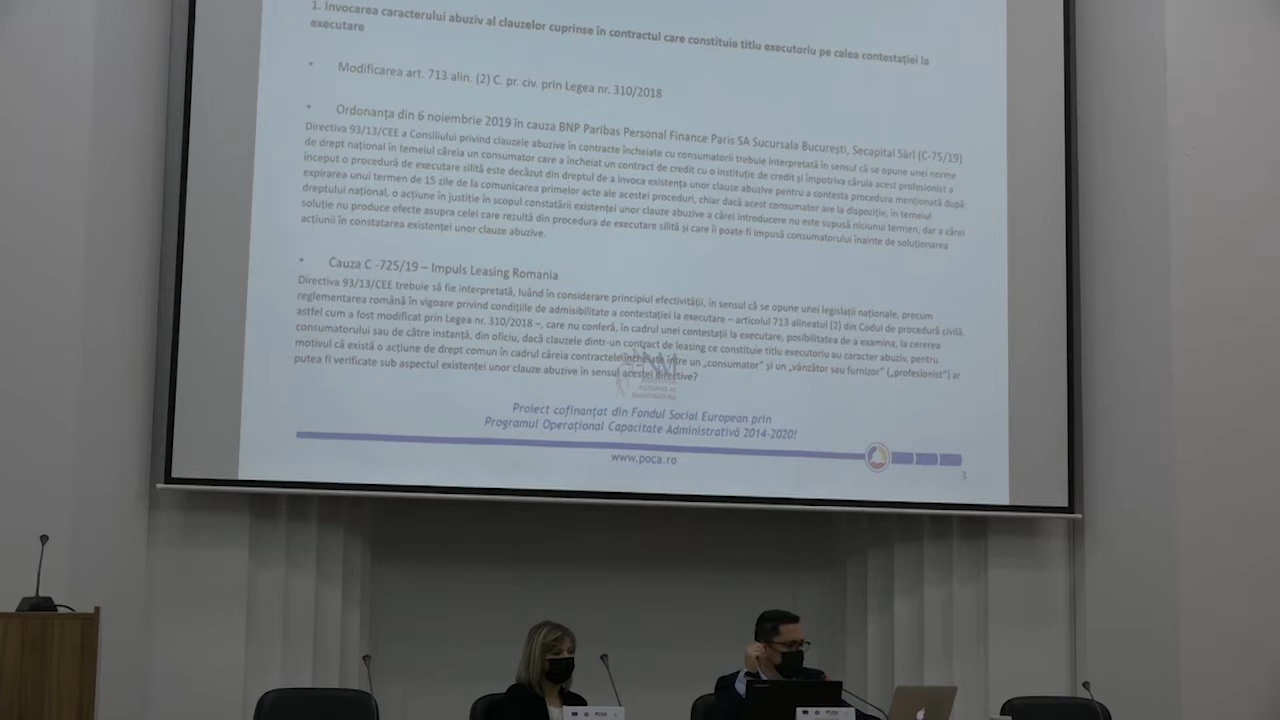 1. Invocarea caracterului abuziv al clauzelor cuprinse în contractul care constituie titlu executoriu pe calea contestației la
executare
• Modificarea art. 713 alin. (2) C. pr. civ. prin Legea nr. 310/2018
• Ordonanța din 6 noiembrie 2019 în cauza BNP Paribas Personal Finance Paris SA Sucursala București, Secapital Sàrl (C-75/19)
Directiva 93/13/CEE a Consiliului privind clauzele abuzive în contracte încheiate cu consumatorii trebuie interpretată în sensul că se opune unei norme
de drept național în temeiul căreia un consumator care a încheiat un contract de credit cu o instituție de credit și împotriva căruia acest profesionist a
început o procedură de executare silită este decăzut din dreptul de a invoca existența unor clauze abuzive pentru a contesta procedura menționată după
expirarea unui termen de 15 zile de la comunicarea primelor acte ale acestei proceduri, chiar dacă acest consumator are la dispoziție, în temeiul
dreptului național, o acțiune în justiție în scopul constatării existenței unor clauze abuzive a cărei introducere nu este supusă niciunui termen, dar a cărei
soluție nu produce efecte asupra celei care rezultă din procedura de executare silită și care îi poate fi impusă consumatorului înainte de soluționarea
acțiunii în constatarea existenței unor clauze abuzive.
• Cauza C -725/19 – Impuls Leasing Romania
Directiva 93/13/CEE trebuie să fie interpretată, luând în considerare principiul efectivității, în sensul că se opune unei legislații naționale, precum
reglementarea română în vigoare privind condițiile de admisibilitate a contestației la executare – articolul 713 alineatul (2) din Codul de procedură civilă,
astfel cum a fost modificat prin Legea nr. 310/2018 –, care nu conferă, în cadrul unei contestații la executare, posibilitatea de a examina, la cererea
consumatorului sau de către instanță, din oficiu, dacă clauzele dintr-un contract de leasing ce constituie titlu executoriu au caracter abuziv, pentru
motivul că există o acțiune de drept comun în cadrul căreia contractele încheiate între un „consumator” și un „vânzător sau furnizor” („profesionist”) ar
putea fi verificate sub aspectul existenței unor clauze abuzive în sensul acestei directive?
INM
INSTITUTUL
NAȚIONAL AL
MAGISTRATURII
Proiect cofinanțat din Fondul Social European prin
Programul Operațional Capacitate Administrativă 2014-2020!
www.poca.ro
3